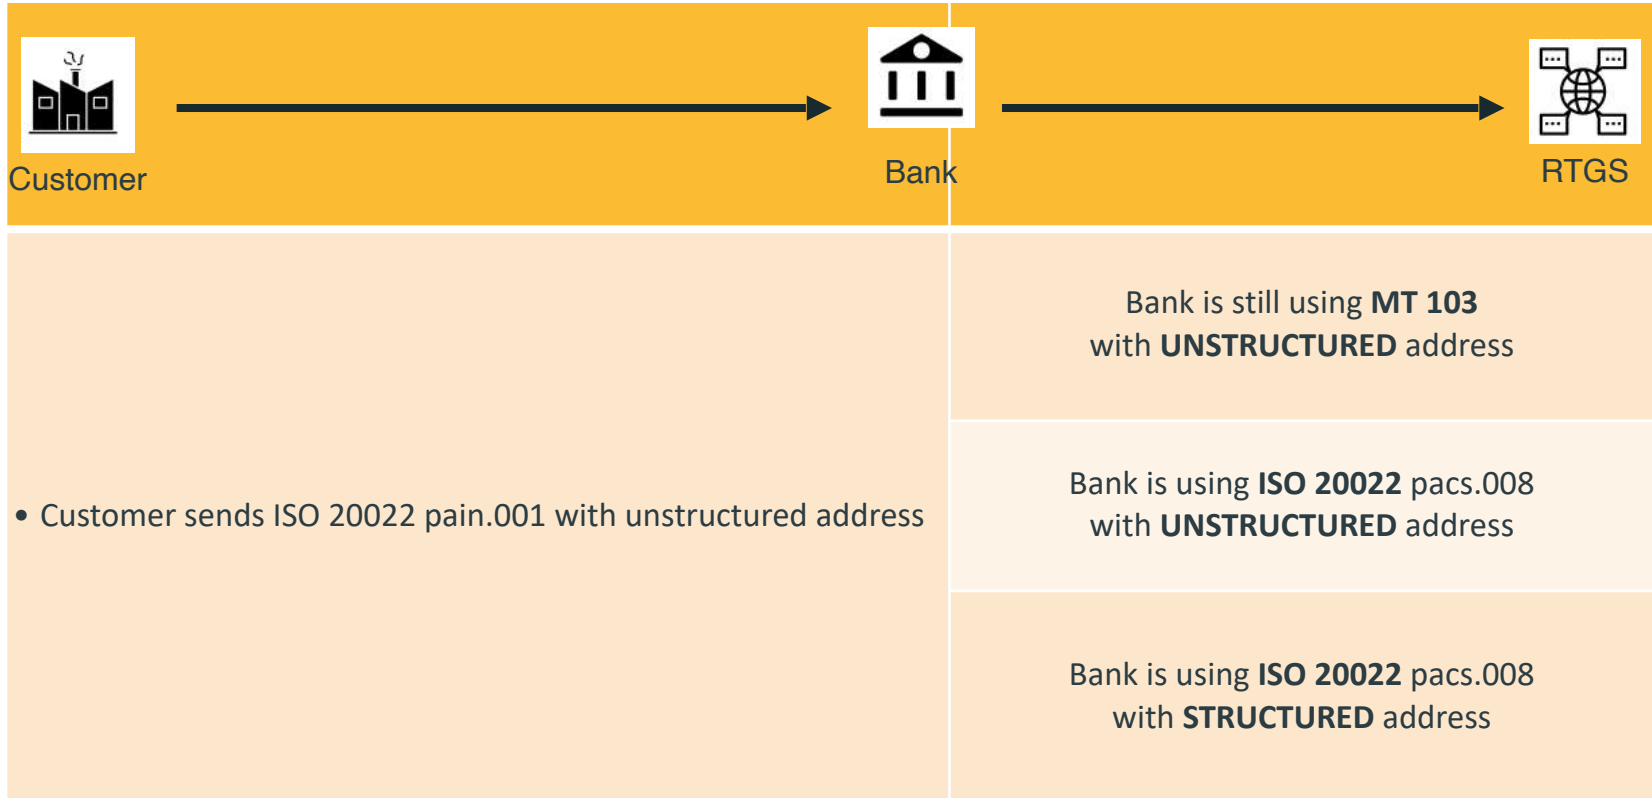 Customer
Bank
RTGS
• Customer sends ISO 20022 pain.001 with unstructured address
Bank is still using MT 103
with UNSTRUCTURED address
Bank is using ISO 20022 pacs.008
with UNSTRUCTURED address
Bank is using ISO 20022 pacs.008
with STRUCTURED address